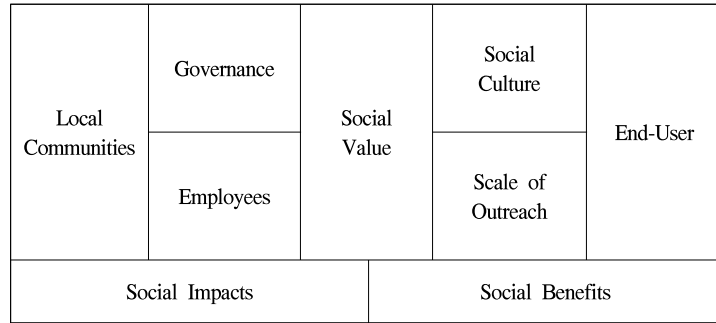 Local
Communities
Governance
Employees
Social
Value
Social
Culture
Scale of
Outreach
End-User
Social Impacts
Social Benefits